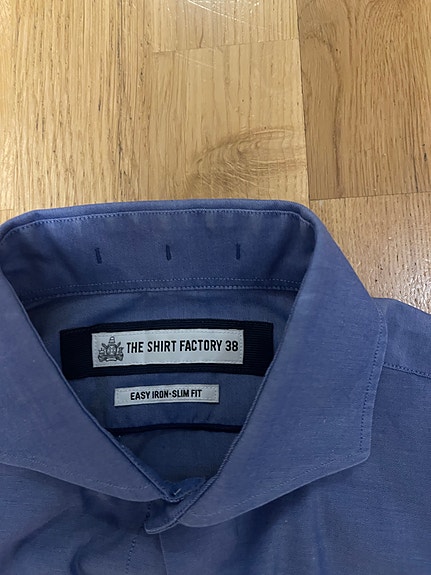 THE SHIRT FACTORY 38
EASY IRON·SLIM FIT